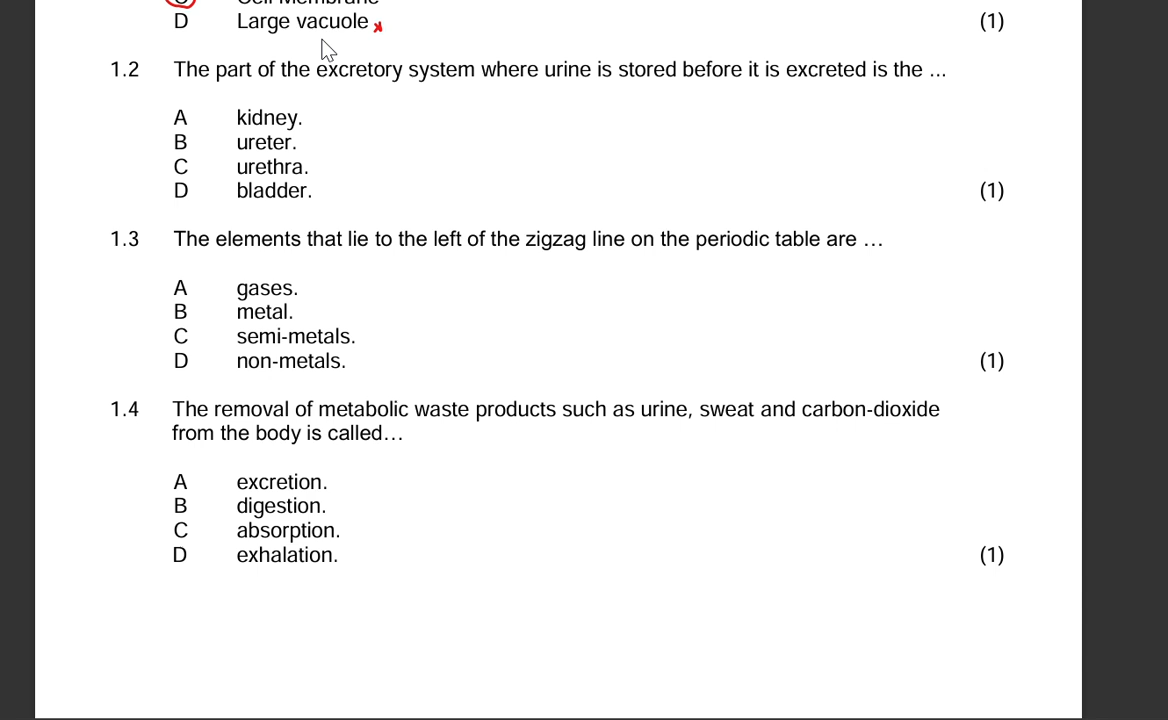 Cell Membrane
D Large vacuole (1)
1.2 The part of the excretory system where urine is stored before it is excreted is the ...
A kidney.
B ureter.
C urethra.
D bladder. (1)
1.3 The elements that lie to the left of the zigzag line on the periodic table are …
A gases.
B metal.
C semi-metals.
D non-metals. (1)
1.4 The removal of metabolic waste products such as urine, sweat and carbon-dioxide
from the body is called…
A excretion.
B digestion.
C absorption.
D exhalation. (1)